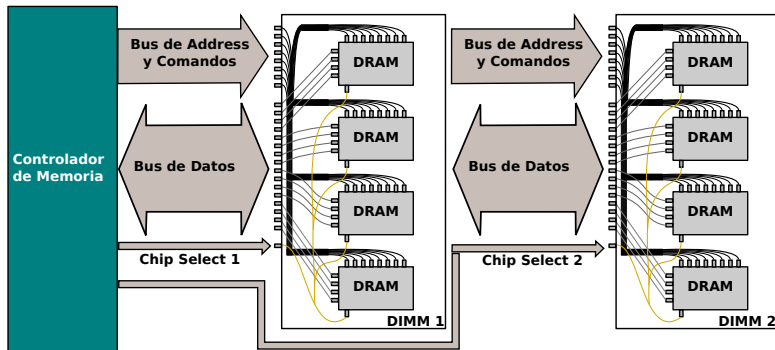 Controlador
de Memoria
Bus de Address
y Comandos
Bus de Datos
Chip Select 1
DRAM
DRAM
DRAM
DRAM
DIMM 1
Bus de Address
y Comandos
Bus de Datos
Chip Select 2
DRAM
DRAM
DRAM
DRAM
DIMM 2